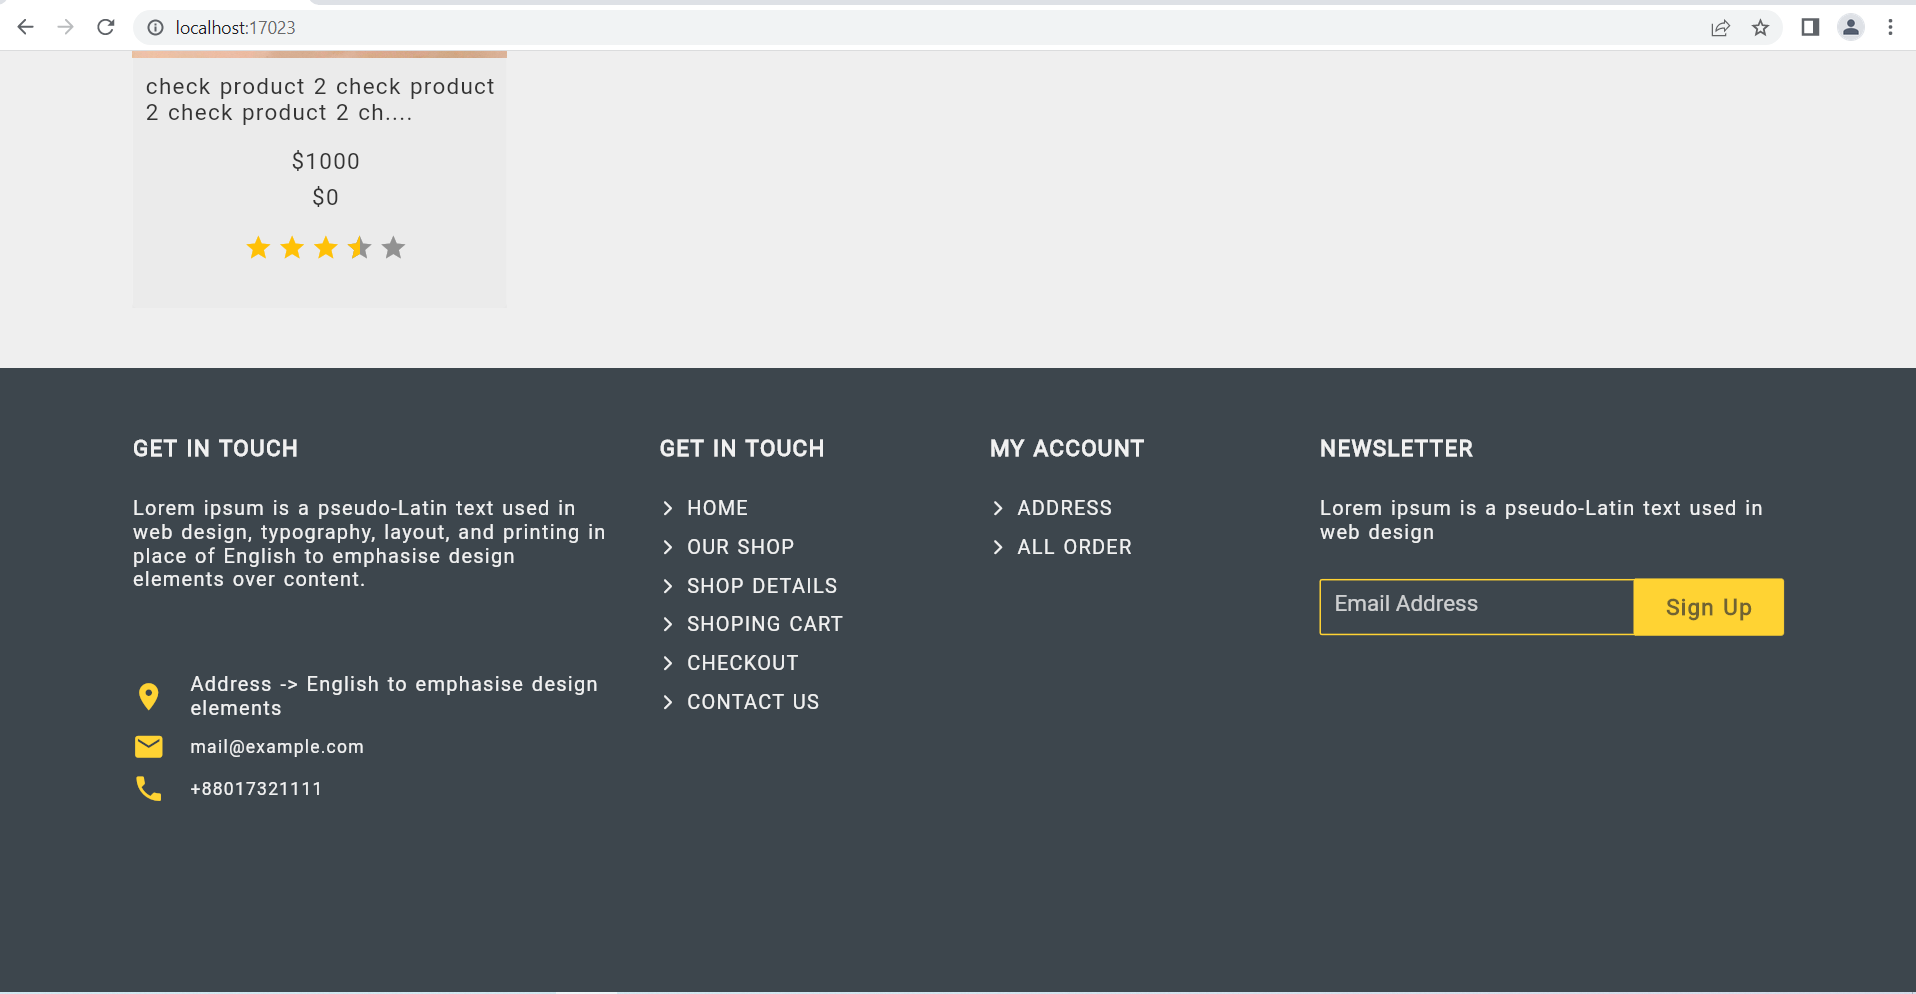 localhost:17023
check product 2 check product
2 check product 2 ch....
$1000
$0
GET IN TOUCH
Lorem ipsum is a pseudo-Latin text used in
web design, typography, layout, and printing in
place of English to emphasise design
elements over content.
Address -> English to emphasise design
elements
mail@example.com
+88017321111
GET IN TOUCH
HOME
OUR SHOP
SHOP DETAILS
SHOPING CART
CHECKOUT
CONTACT US
MY ACCOUNT
ADDRESS
ALL ORDER
NEWSLETTER
Lorem ipsum is a pseudo-Latin text used in
web design
Email Address
Sign Up